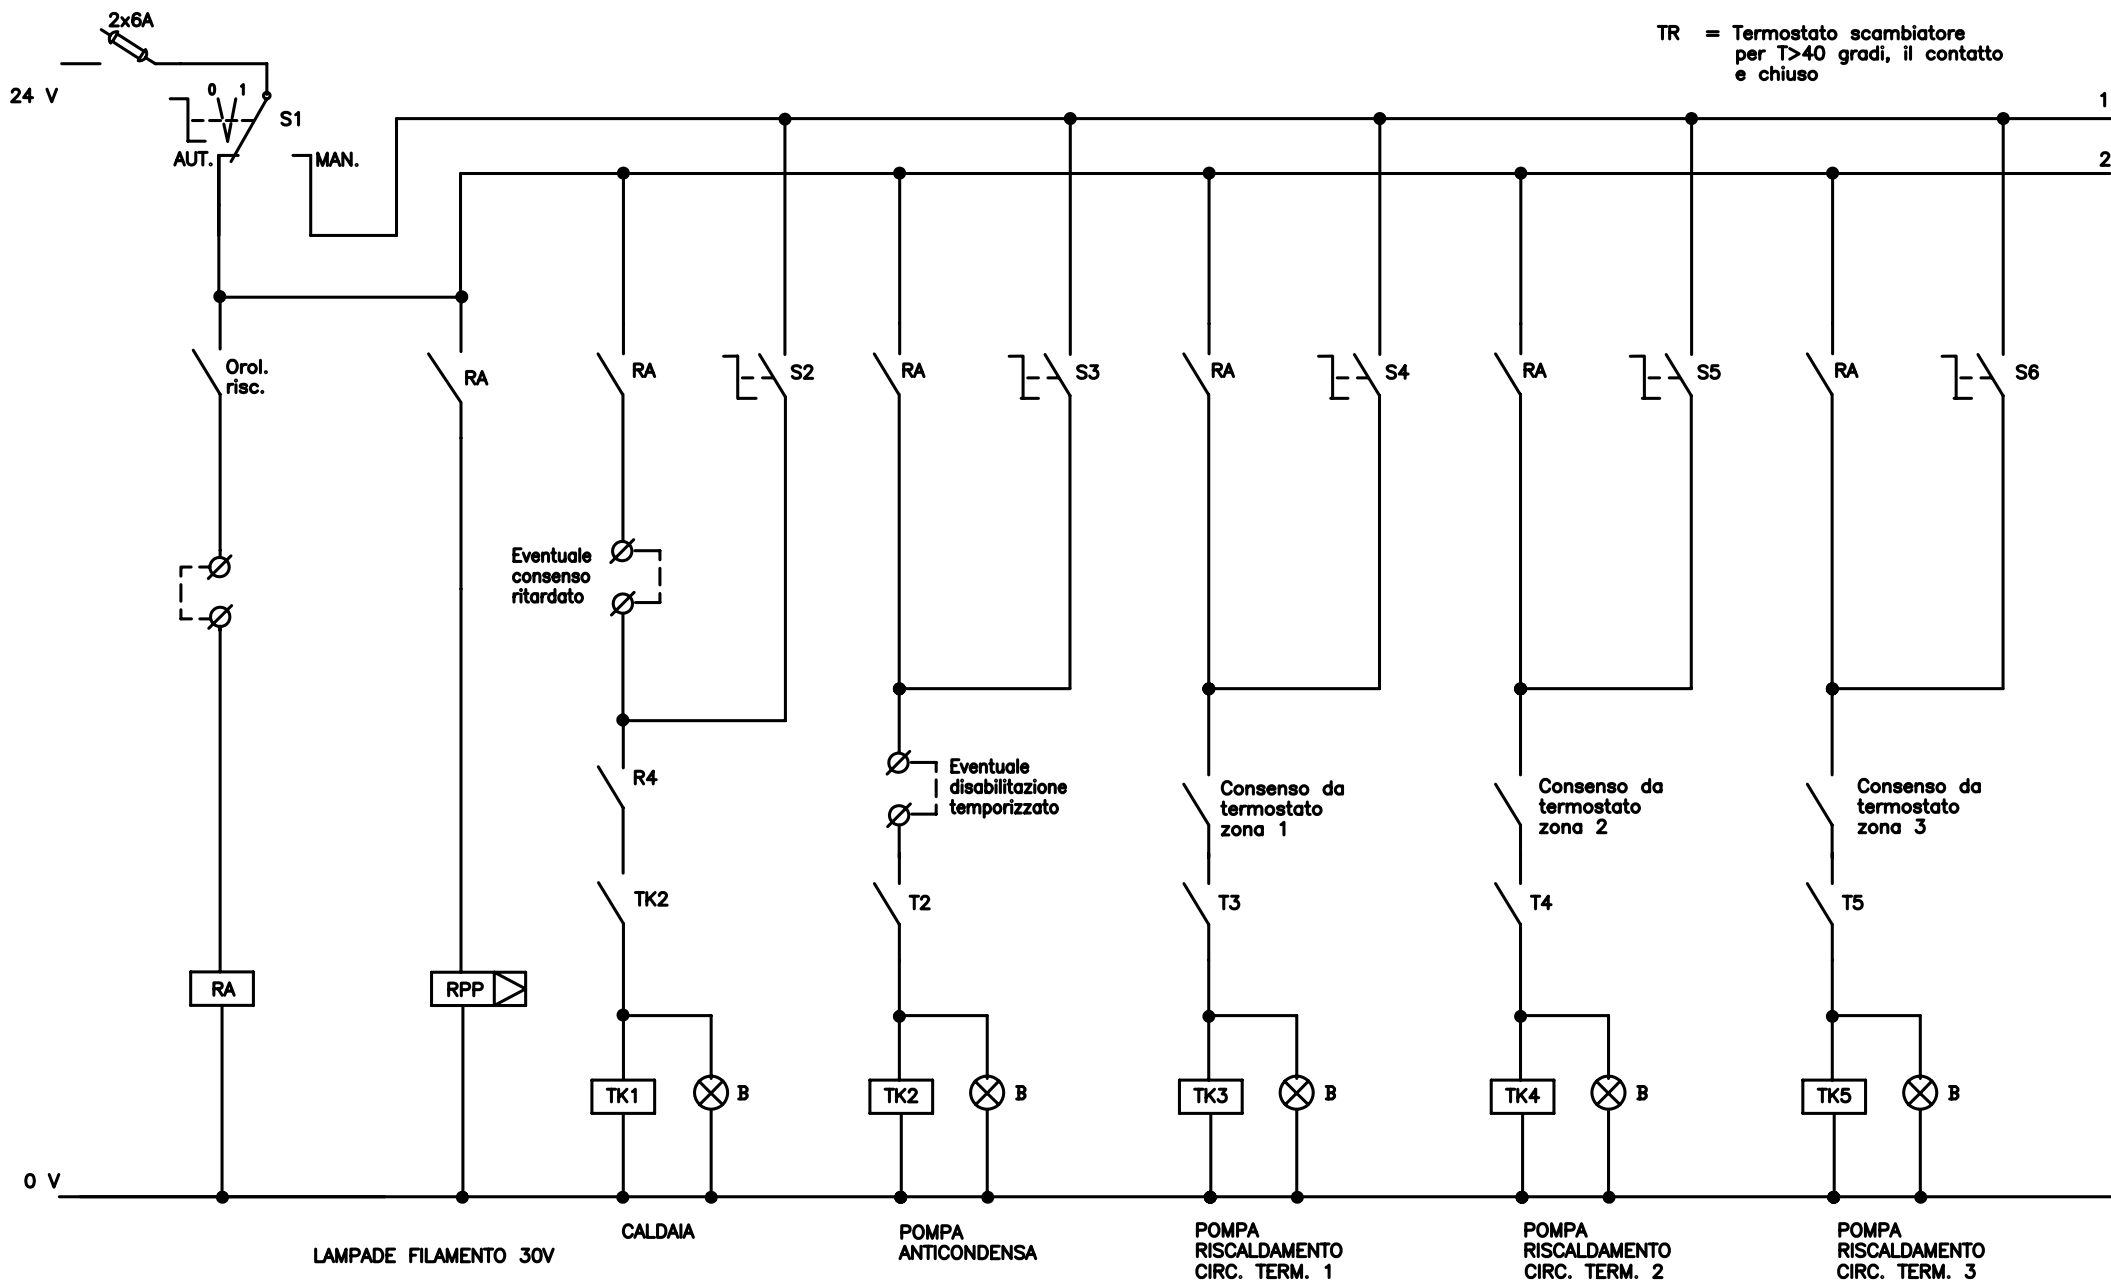 2x6A
TR = Termostato scambiatore
per T>40 gradi, il contatto
e chiuso
24 V
0 1
S1
1
AUT.
MAN.
2
Orol.
risc.
RA
RA
S2
RA
S3
RA
S4
RA
S5
RA
S6
Eventuale
consenso
ritardato
R4
Eventuale
disabilitazione
temporizzato
Consenso da
termostato
zona 1
Consenso da
termostato
zona 2
Consenso da
termostato
zona 3
TK2
T2
T3
T4
T5
RA
RPP
TK1
B
TK2
B
TK3
B
TK4
B
TK5
B
0 V
LAMPADE FILAMENTO 30V
CALDAIA
POMPA
ANTICONDENSA
POMPA
RISCALDAMENTO
CIRC. TERM. 1
POMPA
RISCALDAMENTO
CIRC. TERM. 2
POMPA
RISCALDAMENTO
CIRC. TERM. 3